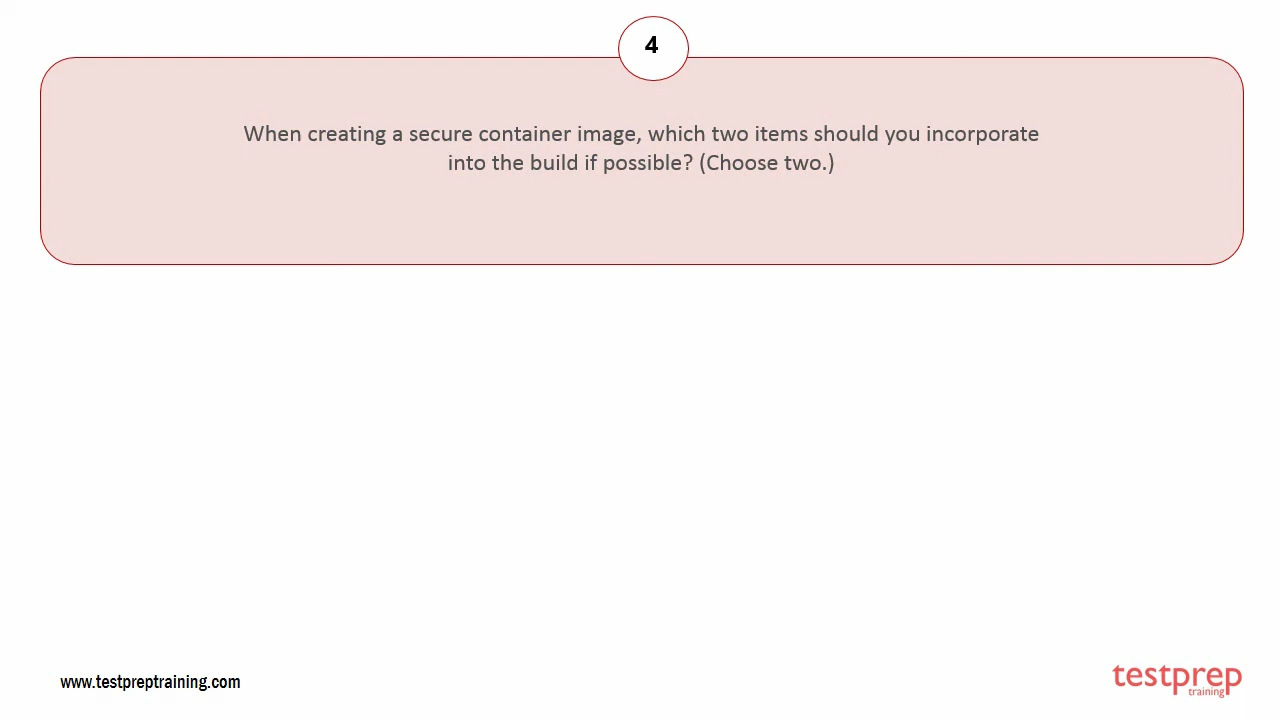 4
When creating a secure container image, which two items should you incorporate
into the build if possible? (Choose two.)
www.testpreptraining.com
testprep
training